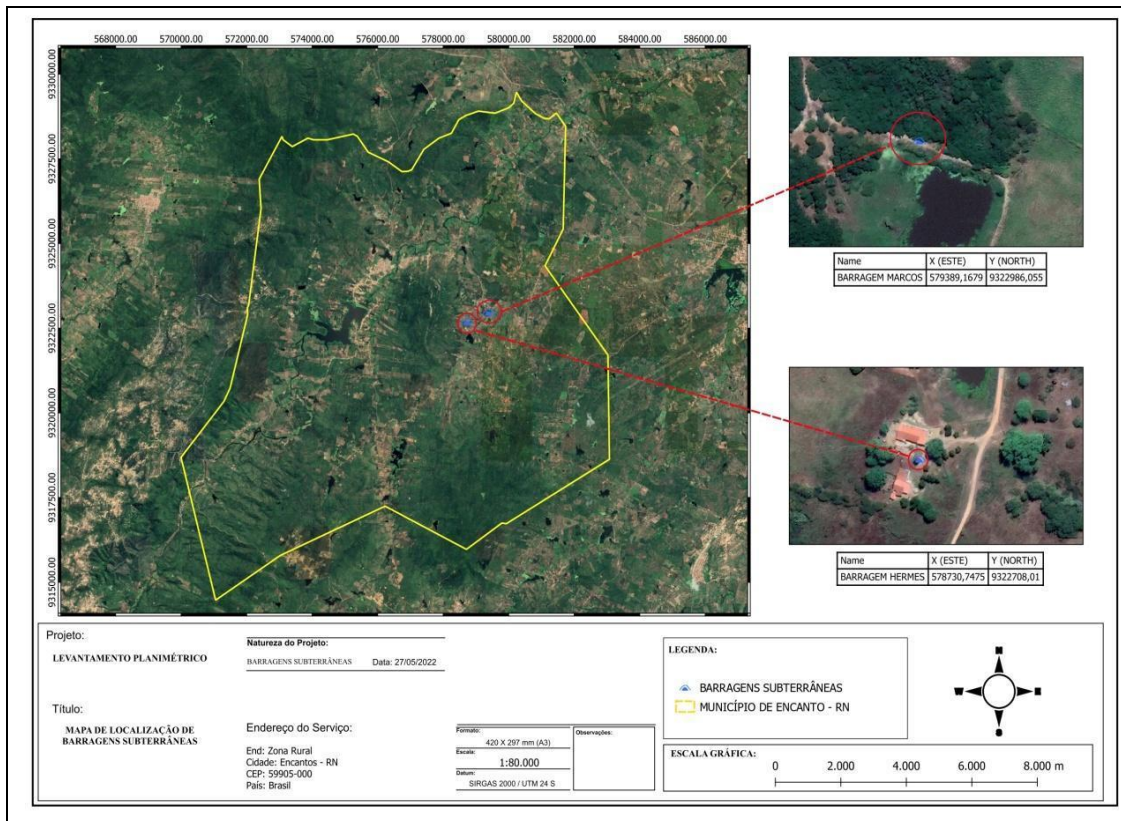 568000.00 570000.00 572000.00 574000.00 576000.00 578000.00 580000.00 582000.00 584000.00 586000.00
9330000.00
9327500.00
9325000.00
9322500.00
9320000.00
9317500.00
9315000.00
Name X (ESTE) Y (NORTH)
BARRAGEM MARCOS 579389,1679 9322986,055
Name X (ESTE) Y (NORTH)
BARRAGEM HERMES 578730,7475 9322708,01
Projeto:
LEVANTAMENTO PLANIMÉTRICO
Título:
MAPA DE LOCALIZAÇÃO DE
BARRAGENS SUBTERRÂNEAS
Natureza do Projeto:
BARRAGENS SUBTERRÂNEAS Data: 27/05/2022
Endereço do Serviço:
End: Zona Rural
Cidade: Encantos - RN
CEP: 59905-000
País: Brasil
Formato:
420 X 297 mm (A3)
Escala:
1:80.000
Datum:
SIRGAS 2000 / UTM 24 S
Observações:
LEGENDA:
BARRAGENS SUBTERRÂNEAS
MUNICÍPIO DE ENCANTO - RN
N
W E
S
ESCALA GRÁFICA:
0 2.000 4.000 6.000 8.000 m